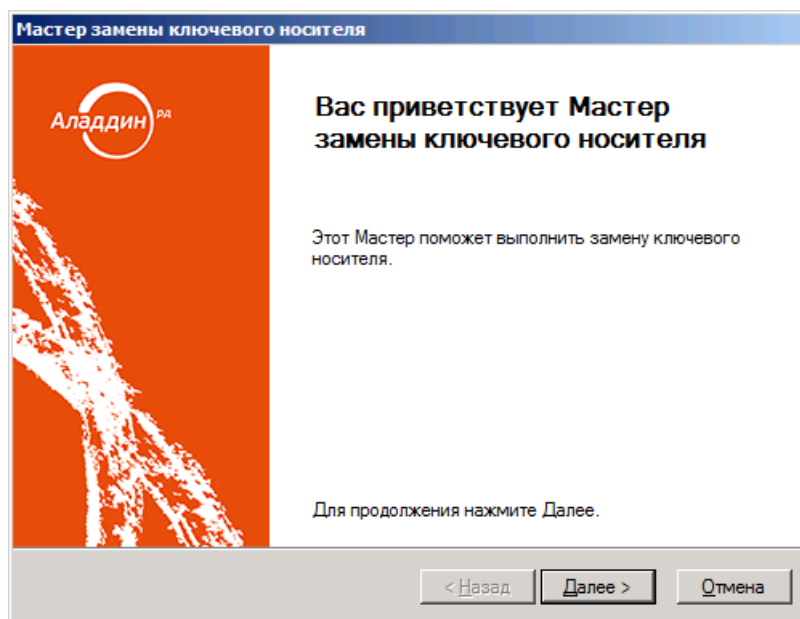 Мастер замены ключевого носителя
Аладдин РД
Вас приветствует Мастер
замены ключевого носителя
Этот Мастер поможет выполнить замену ключевого
носителя.
Для продолжения нажмите Далее.
< Назад
Далее >
Отмена